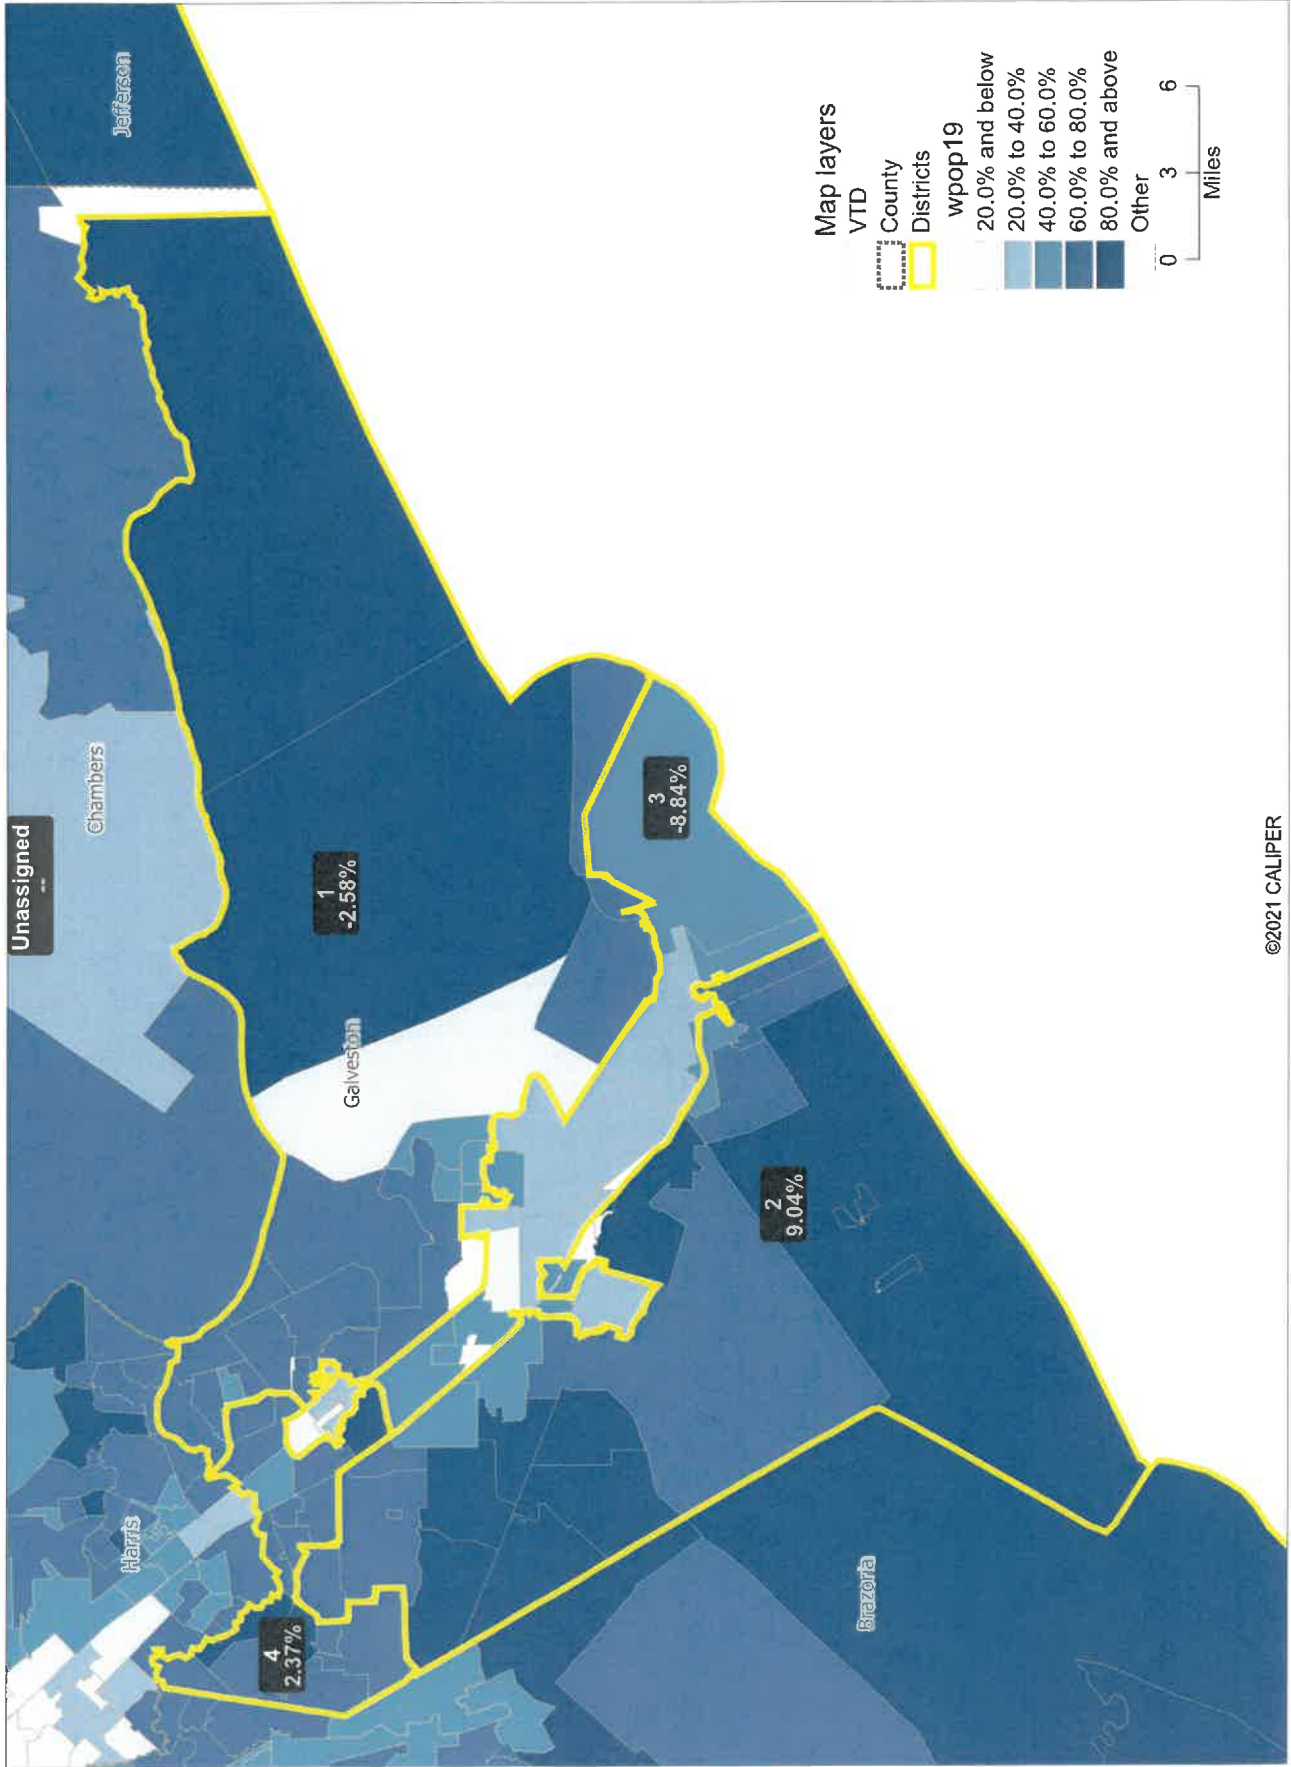 Unassigned
--
Jefferson
Chambers
Galveston
Harris
Brazoria
1
-2.58%
2
9.04%
3
-8.84%
4
2.37%
Map layers
VTD
County
Districts
wpop19
20.0% and below
20.0% to 40.0%
40.0% to 60.0%
60.0% to 80.0%
80.0% and above
Other
0 3 6
Miles
©2021 CALIPER